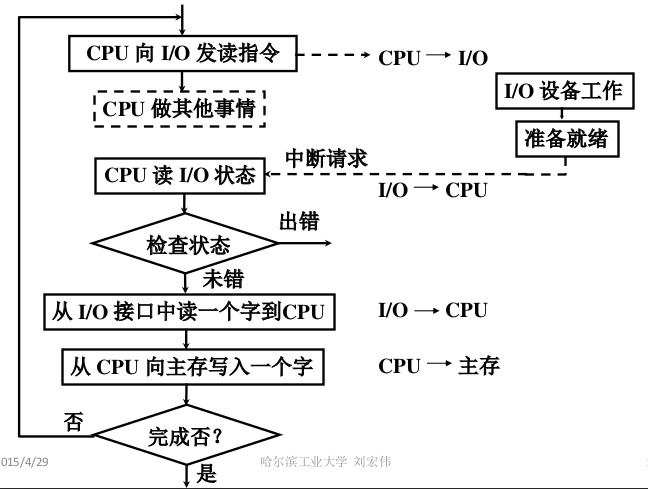 CPU 向 I/O 发读指令
CPU → I/O
I/O 设备工作
CPU 做其他事情
准备就绪
中断请求
CPU 读 I/O 状态
I/O → CPU
出错
检查状态
未错
从 I/O 接口中读一个字到CPU
I/O → CPU
从 CPU 向主存写入一个字
CPU → 主存
否
完成否？
015/4/29
哈尔滨工业大学 刘宏伟
是